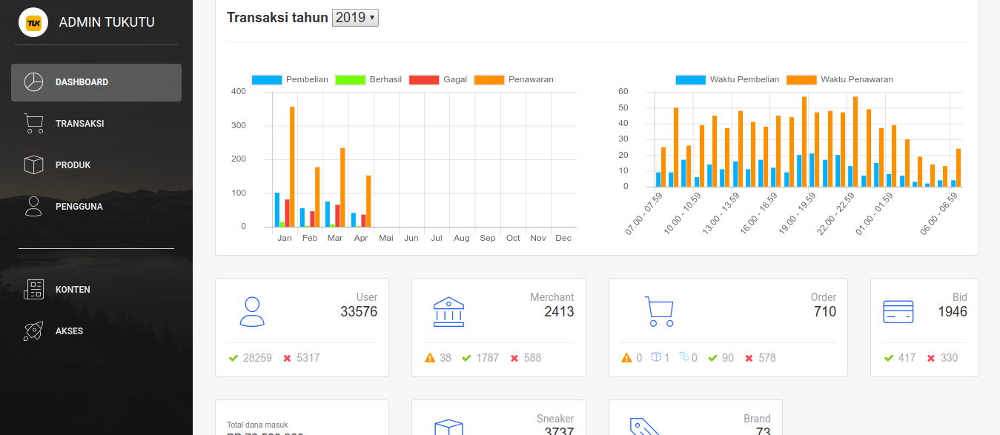 TUK ADMIN TUKUTU
DASHBOARD
TRANSAKSI
PRODUK
PENGGUNA
KONTEN
AKSES
Transaksi tahun 2019
Pembelian Berhasil Gagal Penawaran
400
300
200
100
0
Jan Feb Mar Apr Mai Jun Jul Aug Sep Oct Nov Dec
Waktu Pembelian Waktu Penawaran
60
50
40
30
20
10
0
07.00 - 07.59
10.00 - 10.59
13.00 - 13.59
16.00 - 16.59
19.00 - 19.59
22.00 - 22.59
01.00 - 01.59
06.00 - 06.59
User
33576
28259 5317
Merchant
2413
38 1787 588
Order
710
0 1 0 90 578
Bid
1946
417 330
Total dana masuk
Sneaker
3737
Brand
73